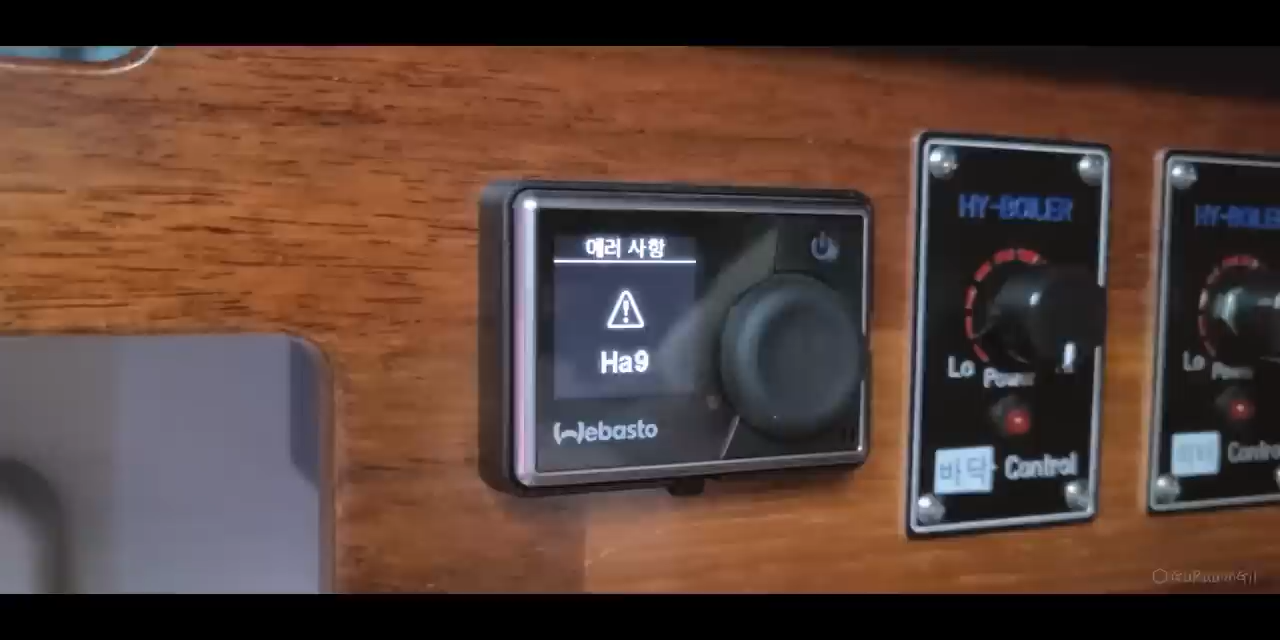 에러 사항
Ha9
Webasto
HY-BOILER
Lo
Power
바닥 Control
HY-BOILER
Lo
Power
Control